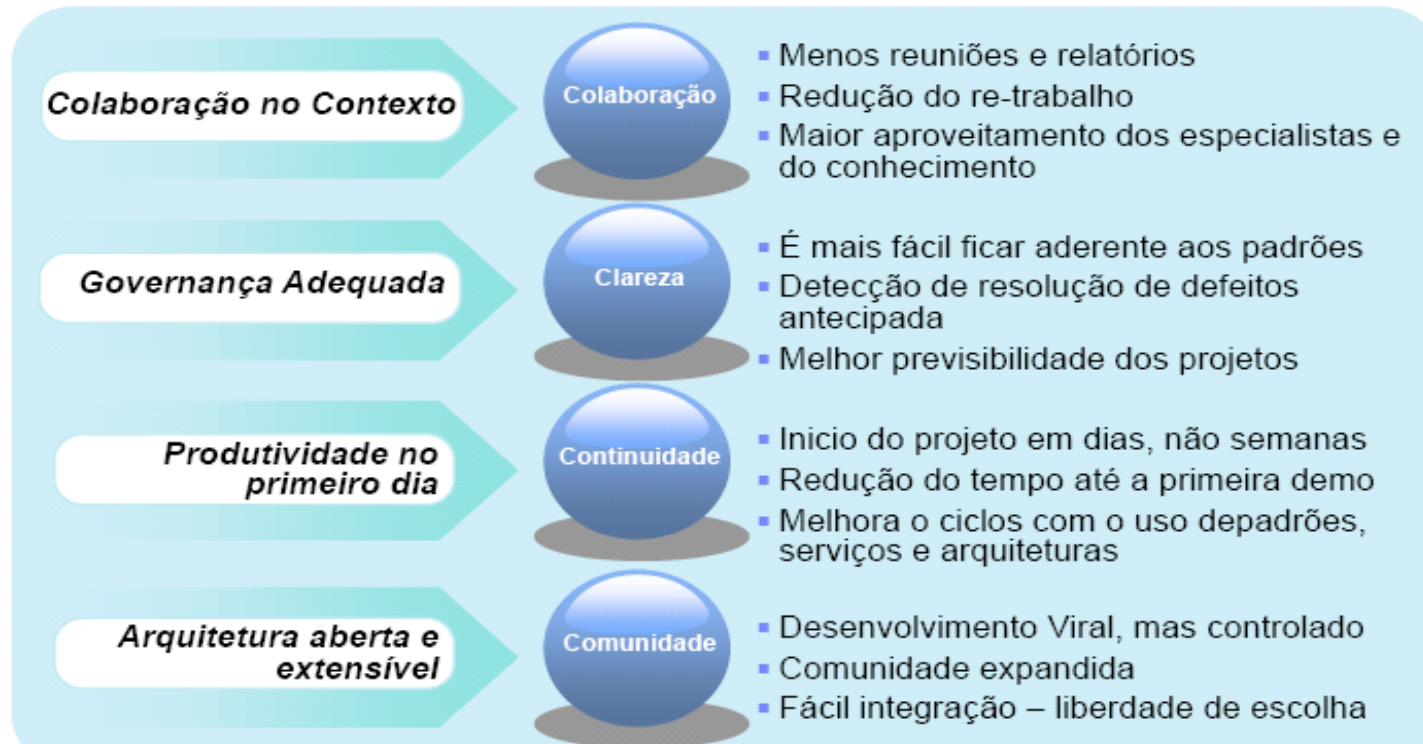 Colaboração no Contexto
Colaboração
Menos reuniões e relatórios
Redução do re-trabalho
Maior aproveitamento dos especialistas e
do conhecimento
Governança Adequada
Clareza
É mais fácil ficar aderente aos padrões
Detecção de resolução de defeitos
antecipada
Melhor previsibilidade dos projetos
Produtividade no
primeiro dia
Continuidade
Inicio do projeto em dias, não semanas
Redução do tempo até a primeira demo
Melhora o ciclos com o uso depadrões,
serviços e arquiteturas
Arquitetura aberta e
extensível
Comunidade
Desenvolvimento Viral, mas controlado
Comunidade expandida
Fácil integração – liberdade de escolha